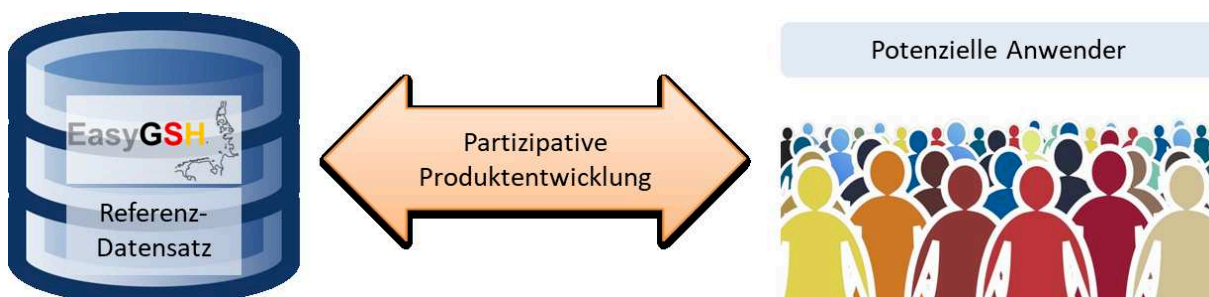 EasyGSH
Referenz-
Datensatz
Partizipative
Produktentwicklung
Potenzielle Anwender